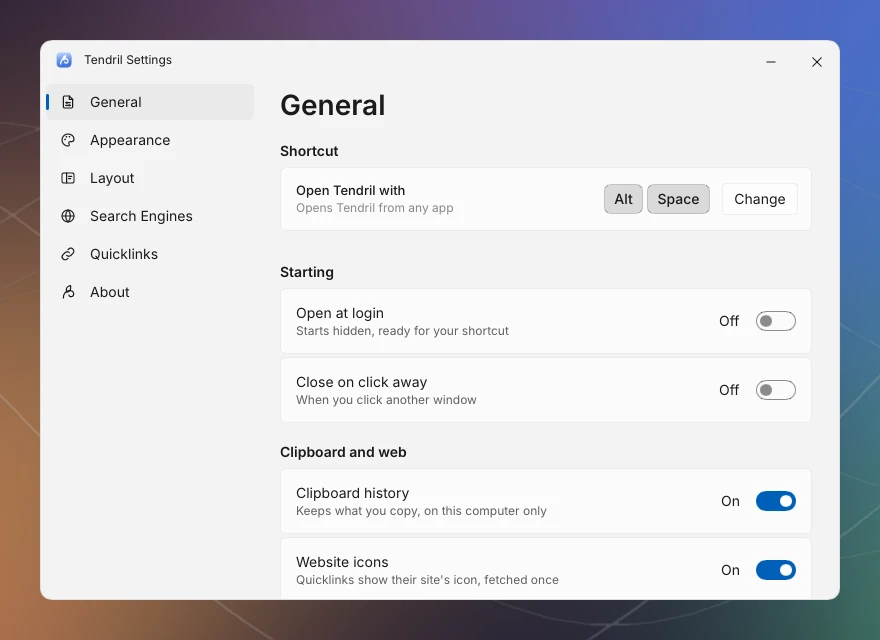 Tendril Settings
General
Appearance
Layout
Search Engines
Quicklinks
About
General
Shortcut
Open Tendril with
Opens Tendril from any app
Alt Space Change
Starting
Open at login
Starts hidden, ready for your shortcut
Off
Close on click away
When you click another window
Off
Clipboard and web
Clipboard history
Keeps what you copy, on this computer only
On
Website icons
Quicklinks show their site's icon, fetched once
On